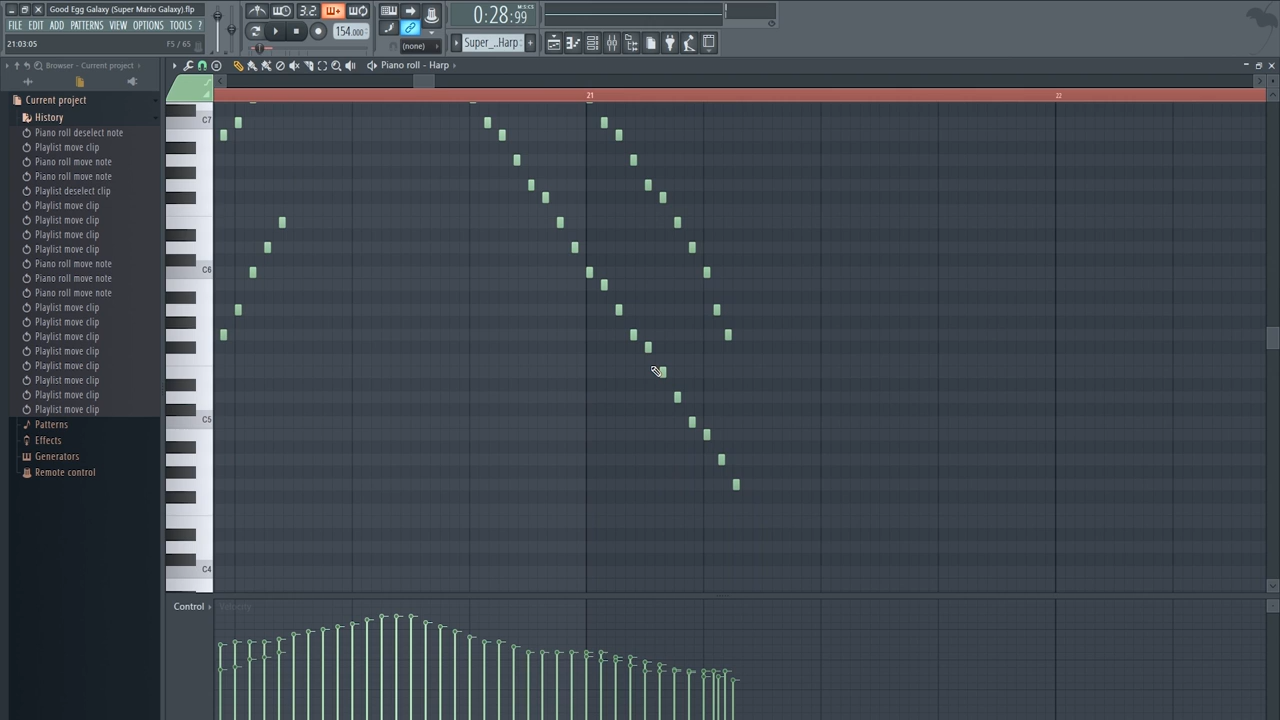 Good Egg Galaxy (Super Mario Galaxy).flp
FILE EDIT ADD PATTERNS VIEW OPTIONS TOOLS ?
21:03:05 F5 / 65
3.2.
154.000
(none)
0:28:99
M:S:CS
Super_..Harp
Browser - Current project
Piano roll - Harp
Current project
History
Piano roll deselect note
Playlist move clip
Piano roll move note
Piano roll move note
Playlist deselect clip
Playlist move clip
Playlist move clip
Playlist move clip
Playlist move clip
Piano roll move note
Piano roll move note
Piano roll move note
Playlist move clip
Playlist move clip
Playlist move clip
Playlist move clip
Playlist move clip
Playlist move clip
Playlist move clip
Playlist move clip
Patterns
Effects
Generators
Remote control
21
22
C7
C6
C5
C4
Control
Velocity